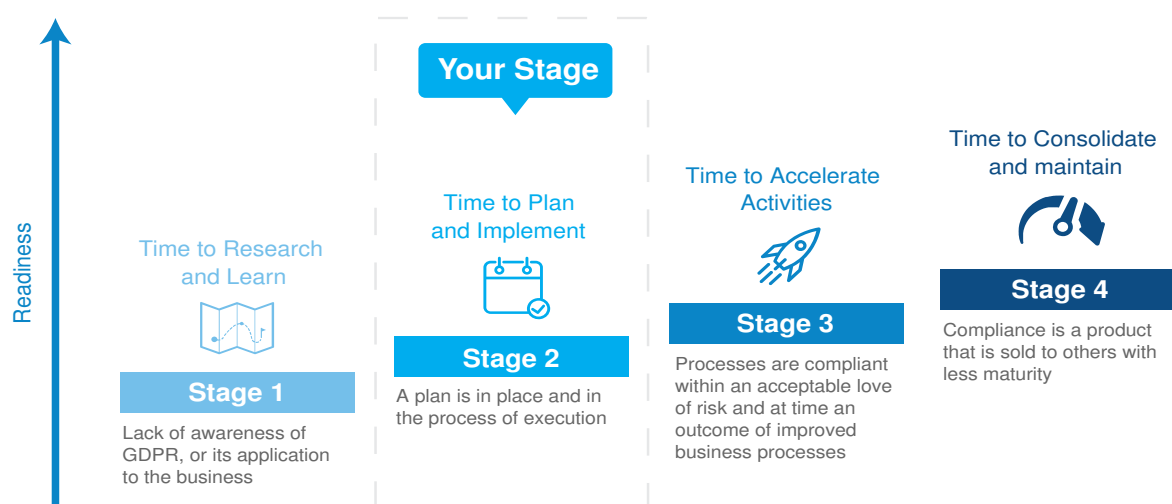 Readiness
Time to Research
and Learn
Stage 1
Lack of awareness of
GDPR, or its application
to the business
Your Stage
Time to Plan
and Implement
Stage 2
A plan is in place and in
the process of execution
Time to Accelerate
Activities
Stage 3
Processes are compliant
within an acceptable love
of risk and at time an
outcome of improved
business processes
Time to Consolidate
and maintain
Stage 4
Compliance is a product
that is sold to others with
less maturity